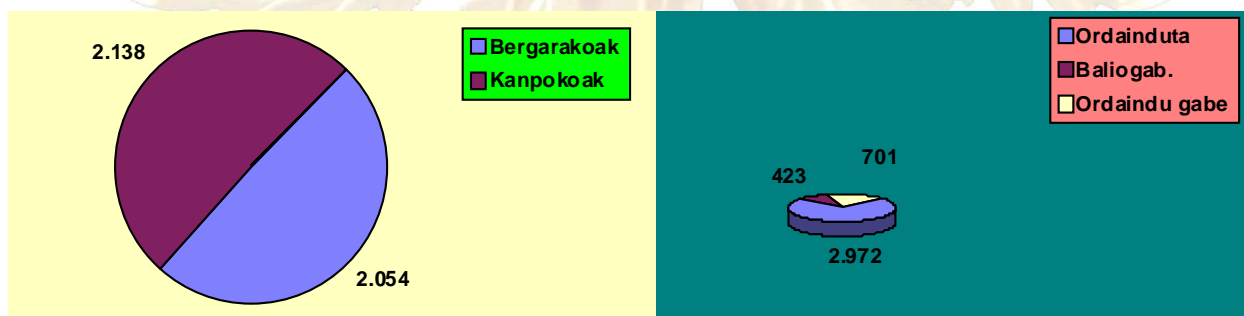 2.138
Bergarakoak
Kanpokoak
2.054
Ordainduta
Baliogab.
Ordaindu gabe
701
423
2.972